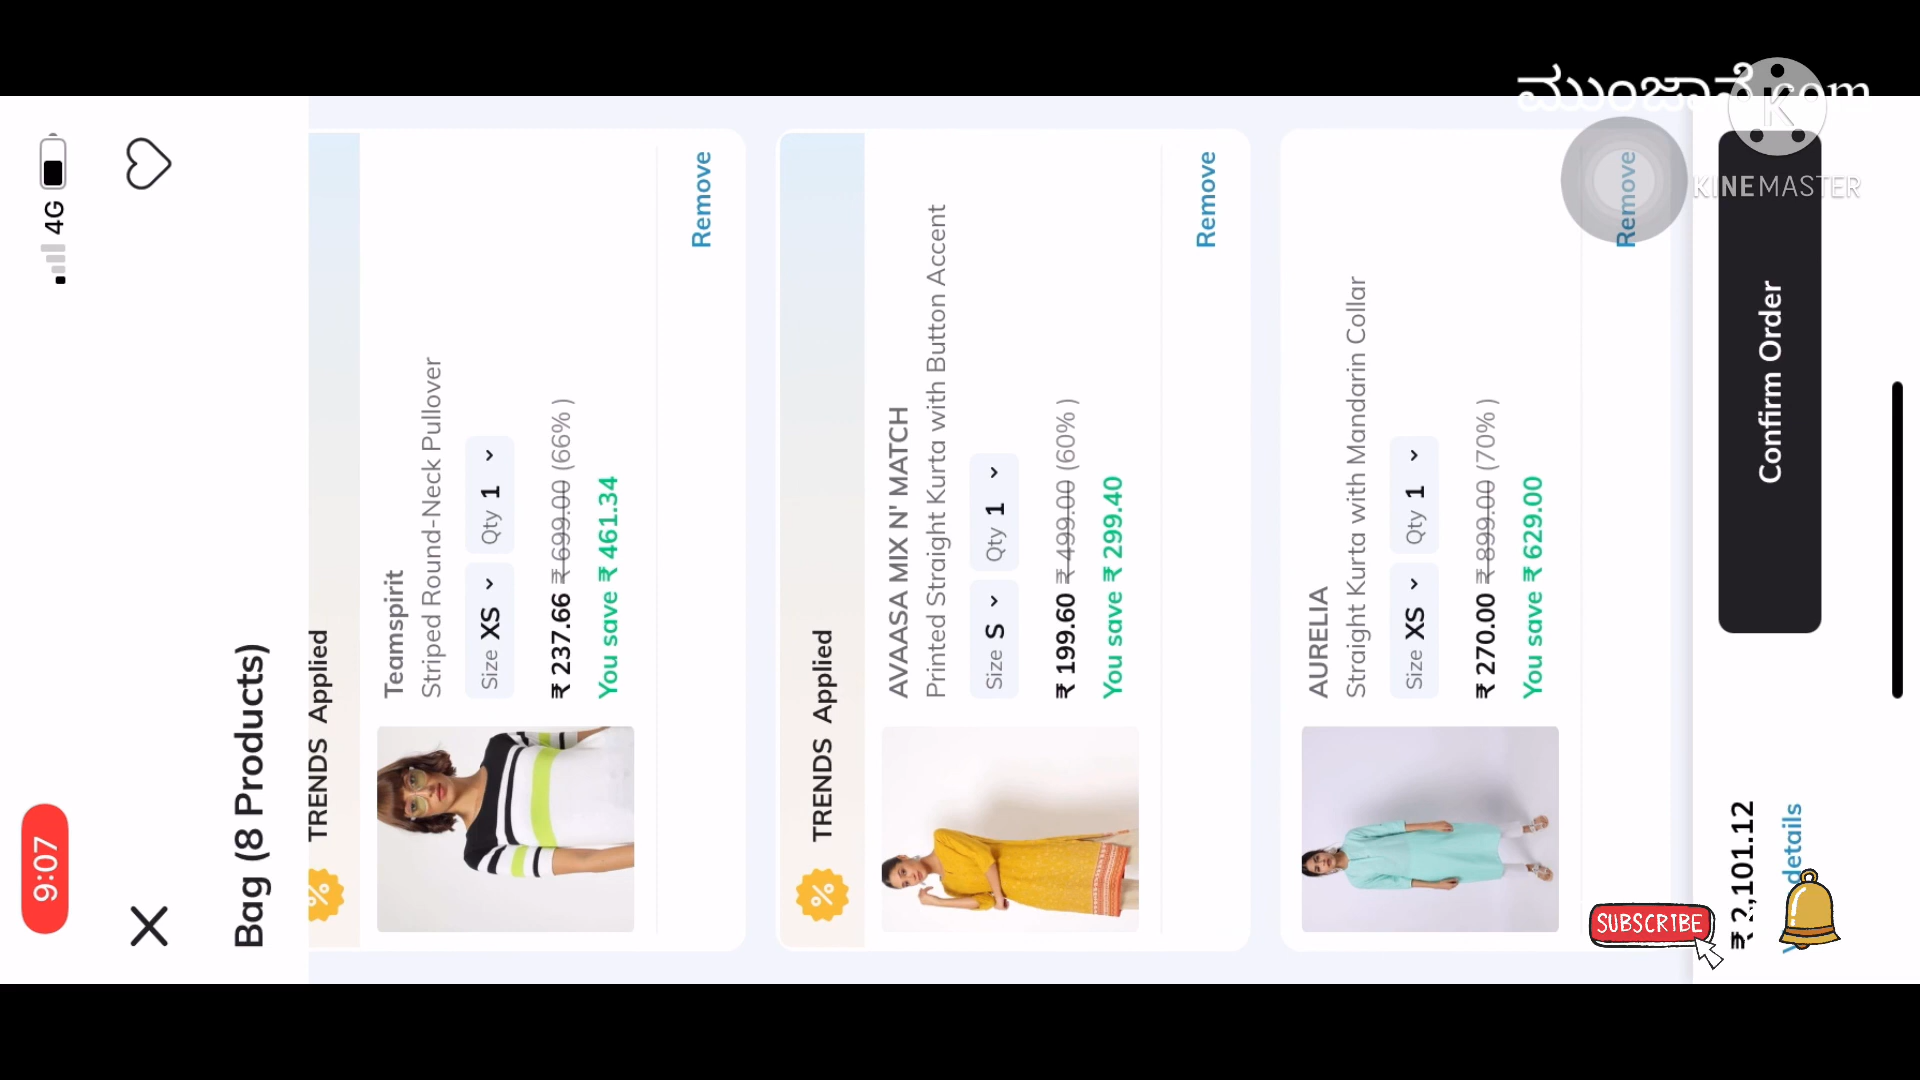 ಮುಂಜಾನೆ.com
KINEMASTER
9:07
4G
Bag (8 Products)
TRENDS Applied
Teamspirit
Striped Round-Neck Pullover
Size XS Qty 1
₹ 237.66 ₹ 699.00 (66% )
You save ₹ 461.34
Remove
TRENDS Applied
AVAASA MIX N' MATCH
Printed Straight Kurta with Button Accent
Size S Qty 1
₹ 199.60 ₹ 499.00 (60% )
You save ₹ 299.40
Remove
AURELIA
Straight Kurta with Mandarin Collar
Size XS Qty 1
₹ 270.00 ₹ 899.00 (70% )
You save ₹ 629.00
Remove
₹ 2,101.12
details
Confirm Order
SUBSCRIBE